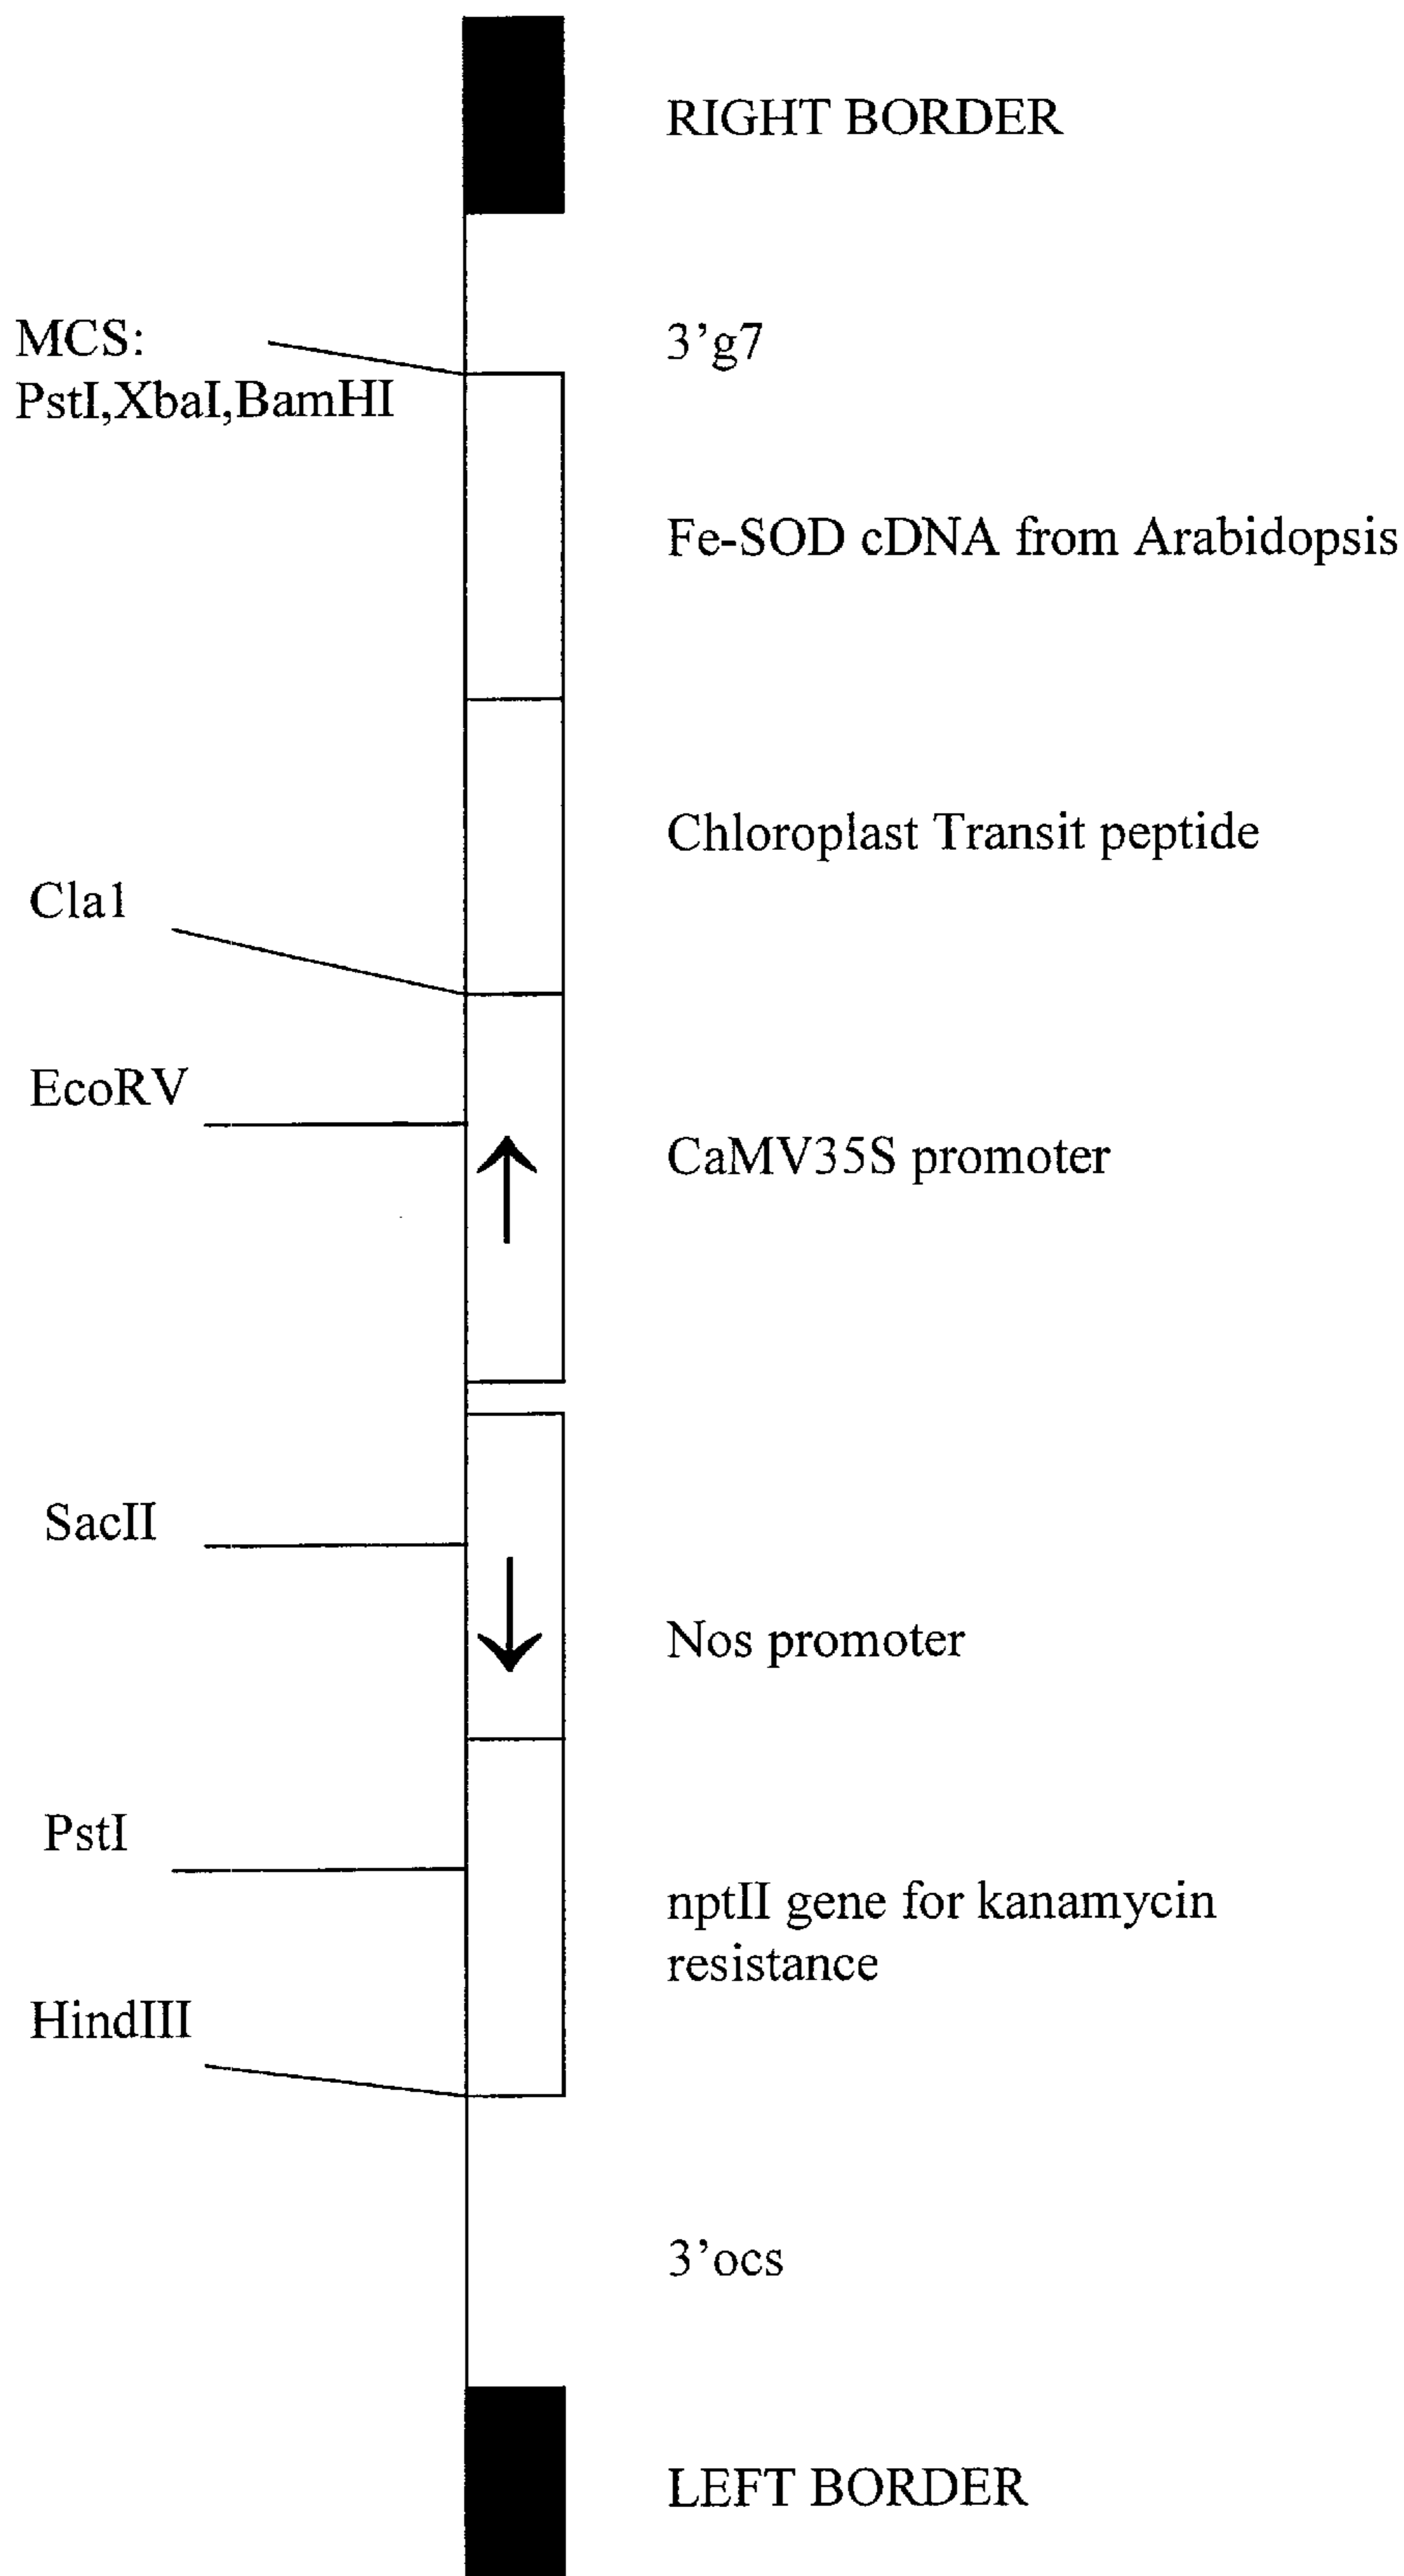 RIGHT BORDER
MCS:
PstI,XbaI,BamHI
3’g7
Fe-SOD cDNA from Arabidopsis
Chloroplast Transit peptide
Cla1
EcoRV
CaMV35S promoter
SacII
Nos promoter
PstI
nptII gene for kanamycin
resistance
HindIII
3’ocs
LEFT BORDER